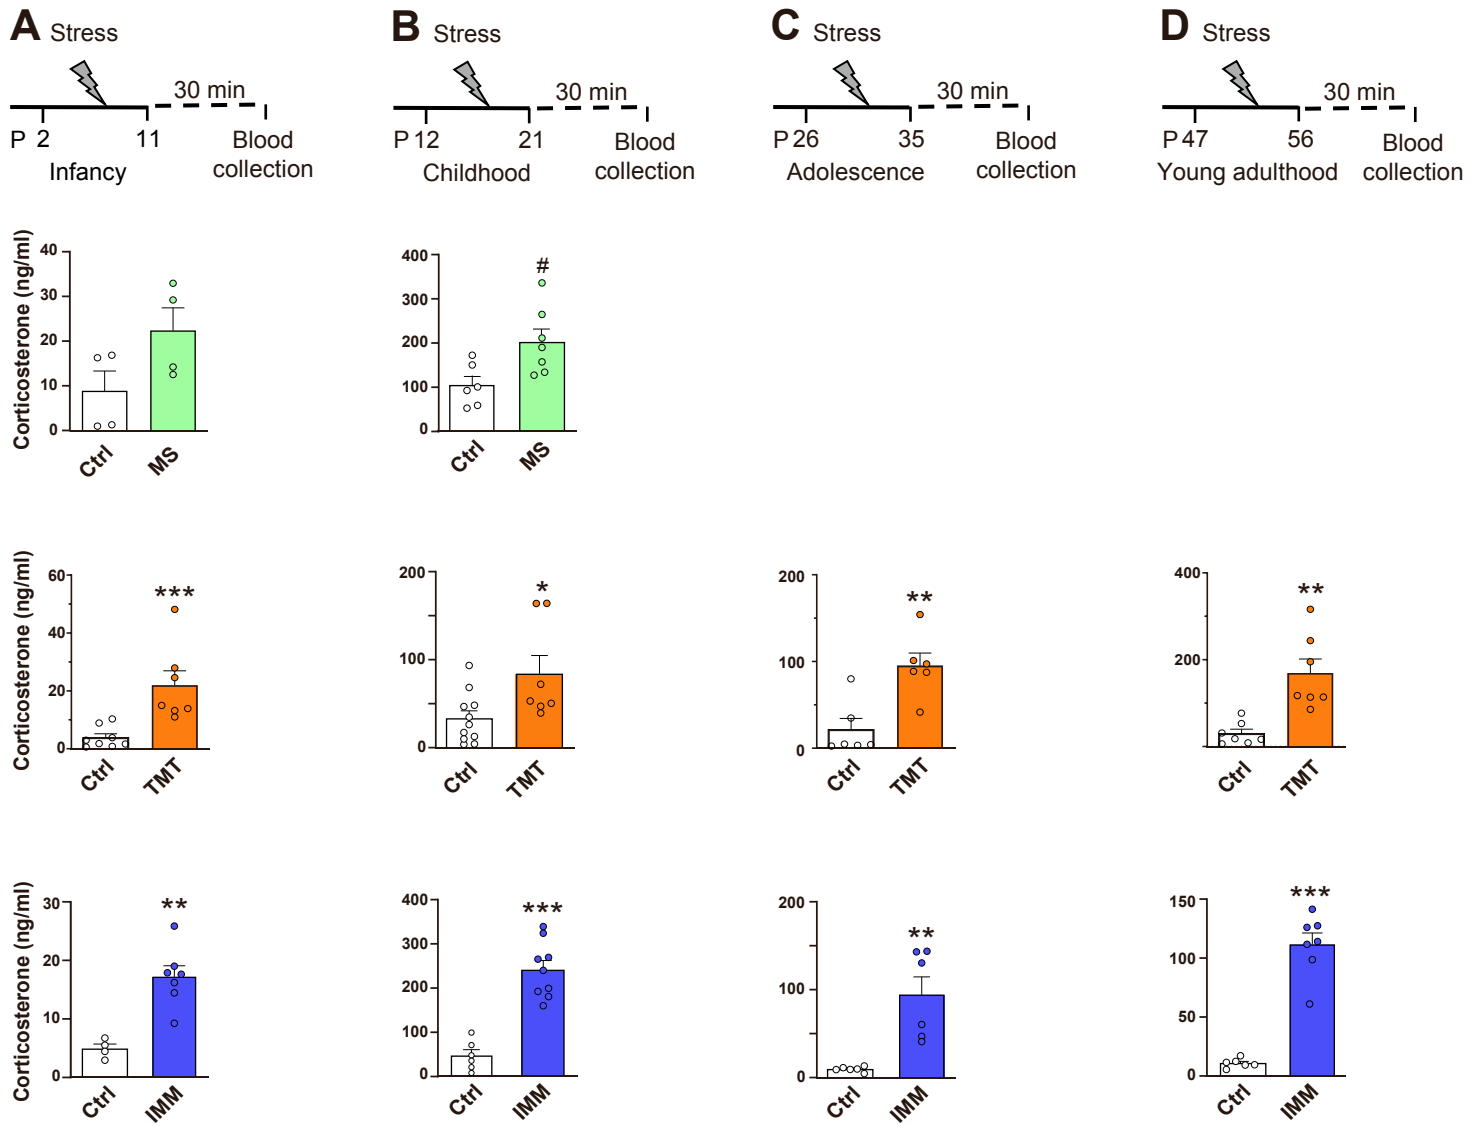 A Stress
30 min
P 2 11 Blood
Infancy collection
B Stress
30 min
P 12 21 Blood
Childhood collection
C Stress
30 min
P 26 35 Blood
Adolescence collection
D Stress
30 min
P 47 56 Blood
Young adulthood collection
Corticosterone (ng/ml)
40
30
20
10
0
Ctrl MS
400
300
200
100
0
#
Ctrl MS
Corticosterone (ng/ml)
60
40
20
0
***
Ctrl TMT
200
100
0
*
Ctrl TMT
200
100
0
**
Ctrl TMT
400
200
**
Ctrl TMT
Corticosterone (ng/ml)
30
20
10
0
**
Ctrl IMM
400
300
200
100
0
***
Ctrl IMM
200
100
0
**
Ctrl IMM
150
100
50
0
***
Ctrl IMM